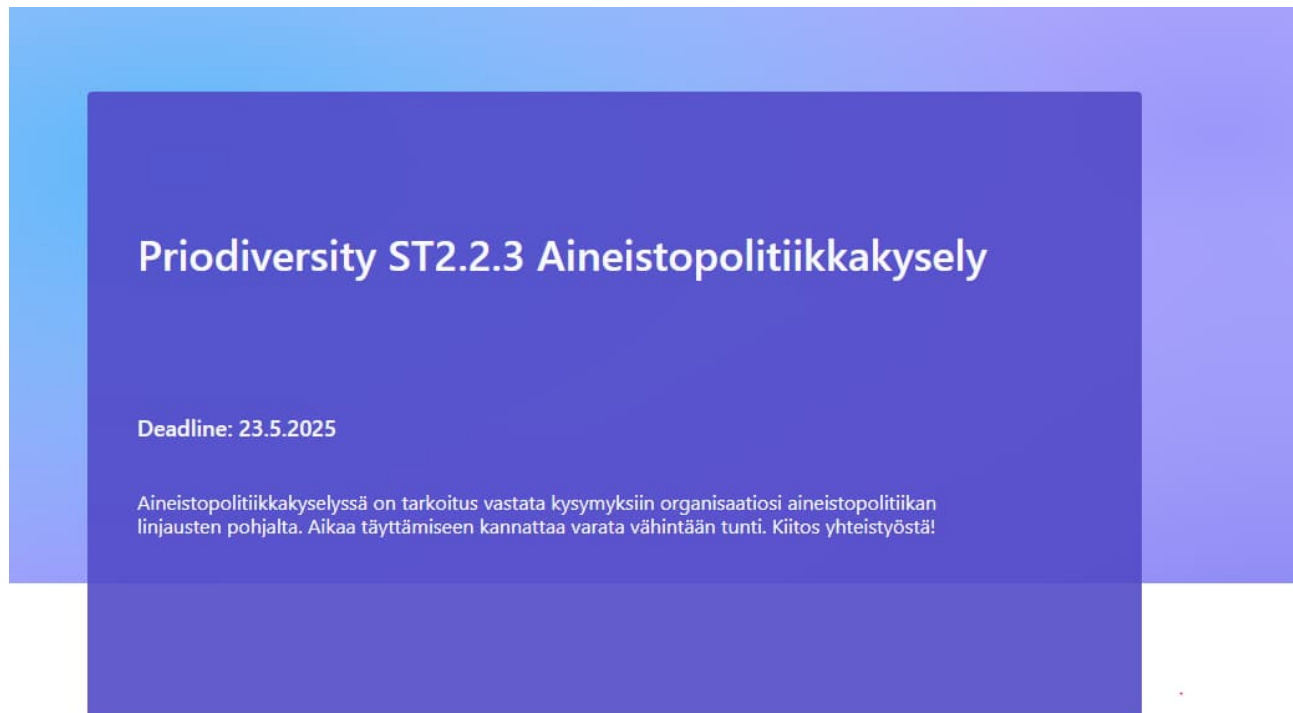 Priodiversity ST2.2.3 Aineistopolitiikkakysely
Deadline: 23.5.2025
Aineistopolitiikkakyselyssä on tarkoitus vastata kysymyksiin organisaatiosi aineistopolitiikan
linjausten pohjalta. Aikaa täyttämiseen kannattaa varata vähintään tunti. Kiitos yhteistyöstä!